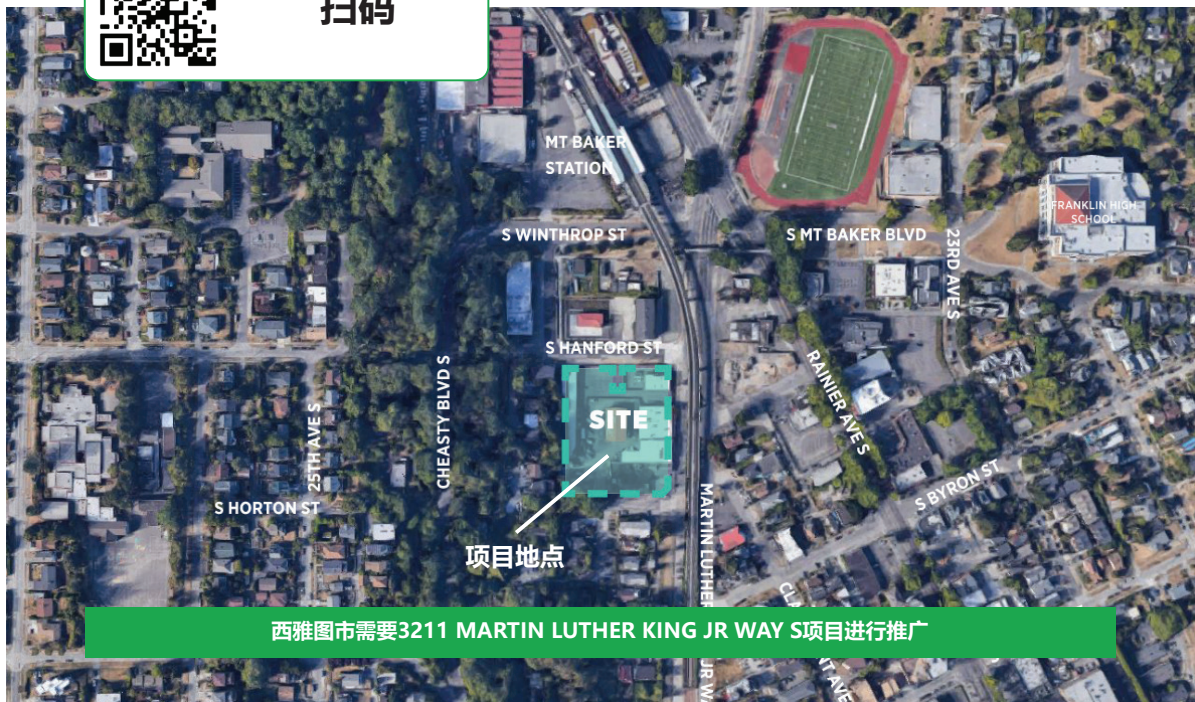 扫码
MT BAKER
STATION
FRANKLIN HIGH
SCHOOL
S WINTHROP ST
S MT BAKER BLVD
23RD AVE S
S HANFORD ST
RAINIER AVE S
CHEASTY BLVD S
SITE
25TH AVE S
S BYRON ST
S HORTON ST
MARTIN LUTHER
项目地点
西雅图市需要3211 MARTIN LUTHER KING JR WAY S项目进行推广